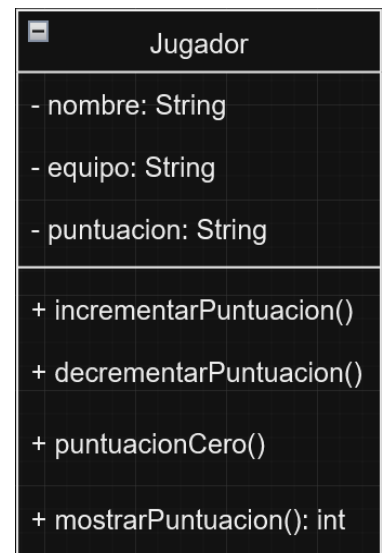 Jugador
- nombre: String
- equipo: String
- puntuacion: String
+ incrementarPuntuacion()
+ decrementarPuntuacion()
+ puntuacionCero()
+ mostrarPuntuacion(): int